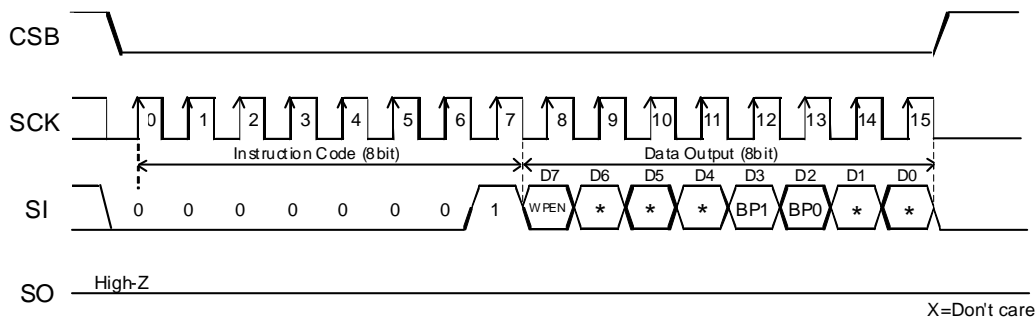 CSB
SCK 0 1 2 3 4 5 6 7 8 9 10 11 12 13 14 15
Instruction Code (8bit) Data Output (8bit)
D7 D6 D5 D4 D3 D2 D1 D0
SI 0 0 0 0 0 0 0 1 WPEN * * * BP1 BP0 * *
High-Z
SO
X=Don't care